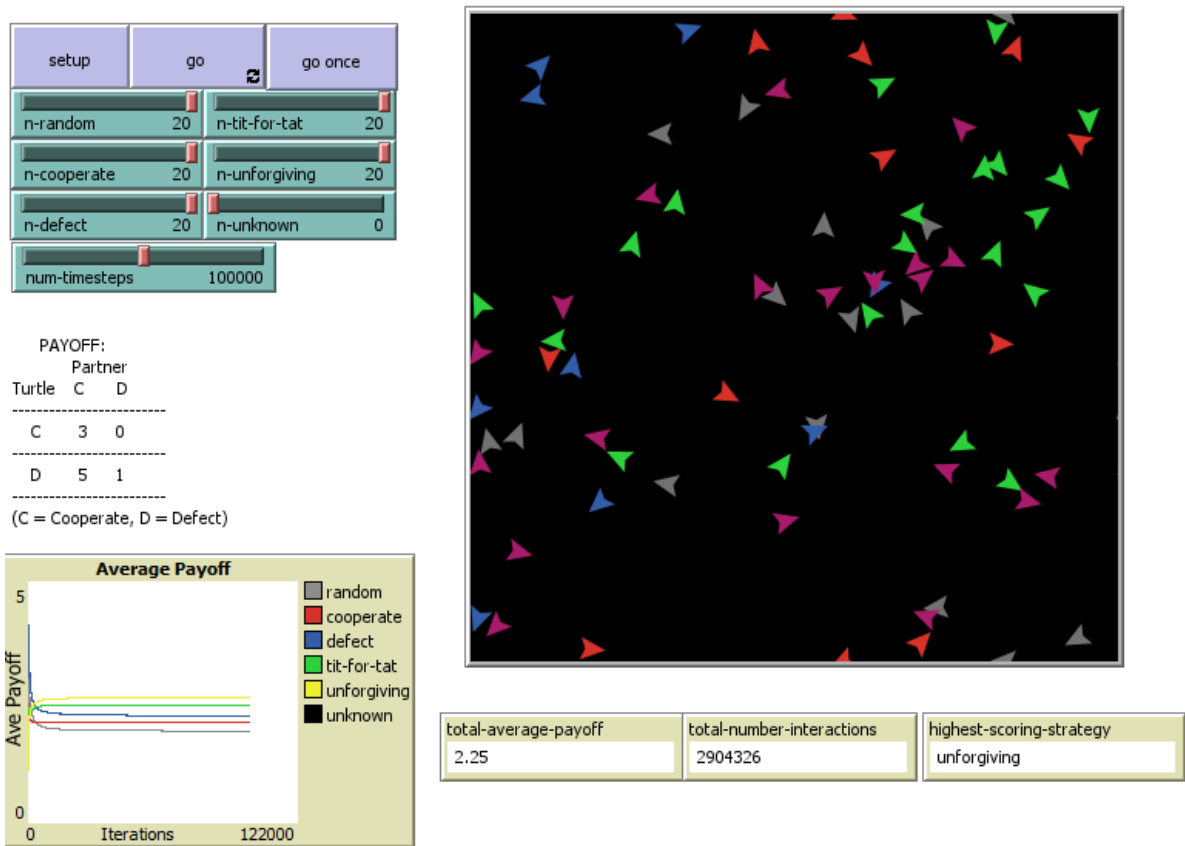 setup
go
go once
n-random 20
n-tit-for-tat 20
n-cooperate 20
n-unforgiving 20
n-defect 20
n-unknown 0
num-timesteps 100000
PAYOFF:
Partner
Turtle C D
-------------------------
C 3 0
-------------------------
D 5 1
-------------------------
(C = Cooperate, D = Defect)
Average Payoff
5
Ave Payoff
0
0 Iterations 122000
random
cooperate
defect
tit-for-tat
unforgiving
unknown
total-average-payoff
2.25
total-number-interactions
2904326
highest-scoring-strategy
unforgiving